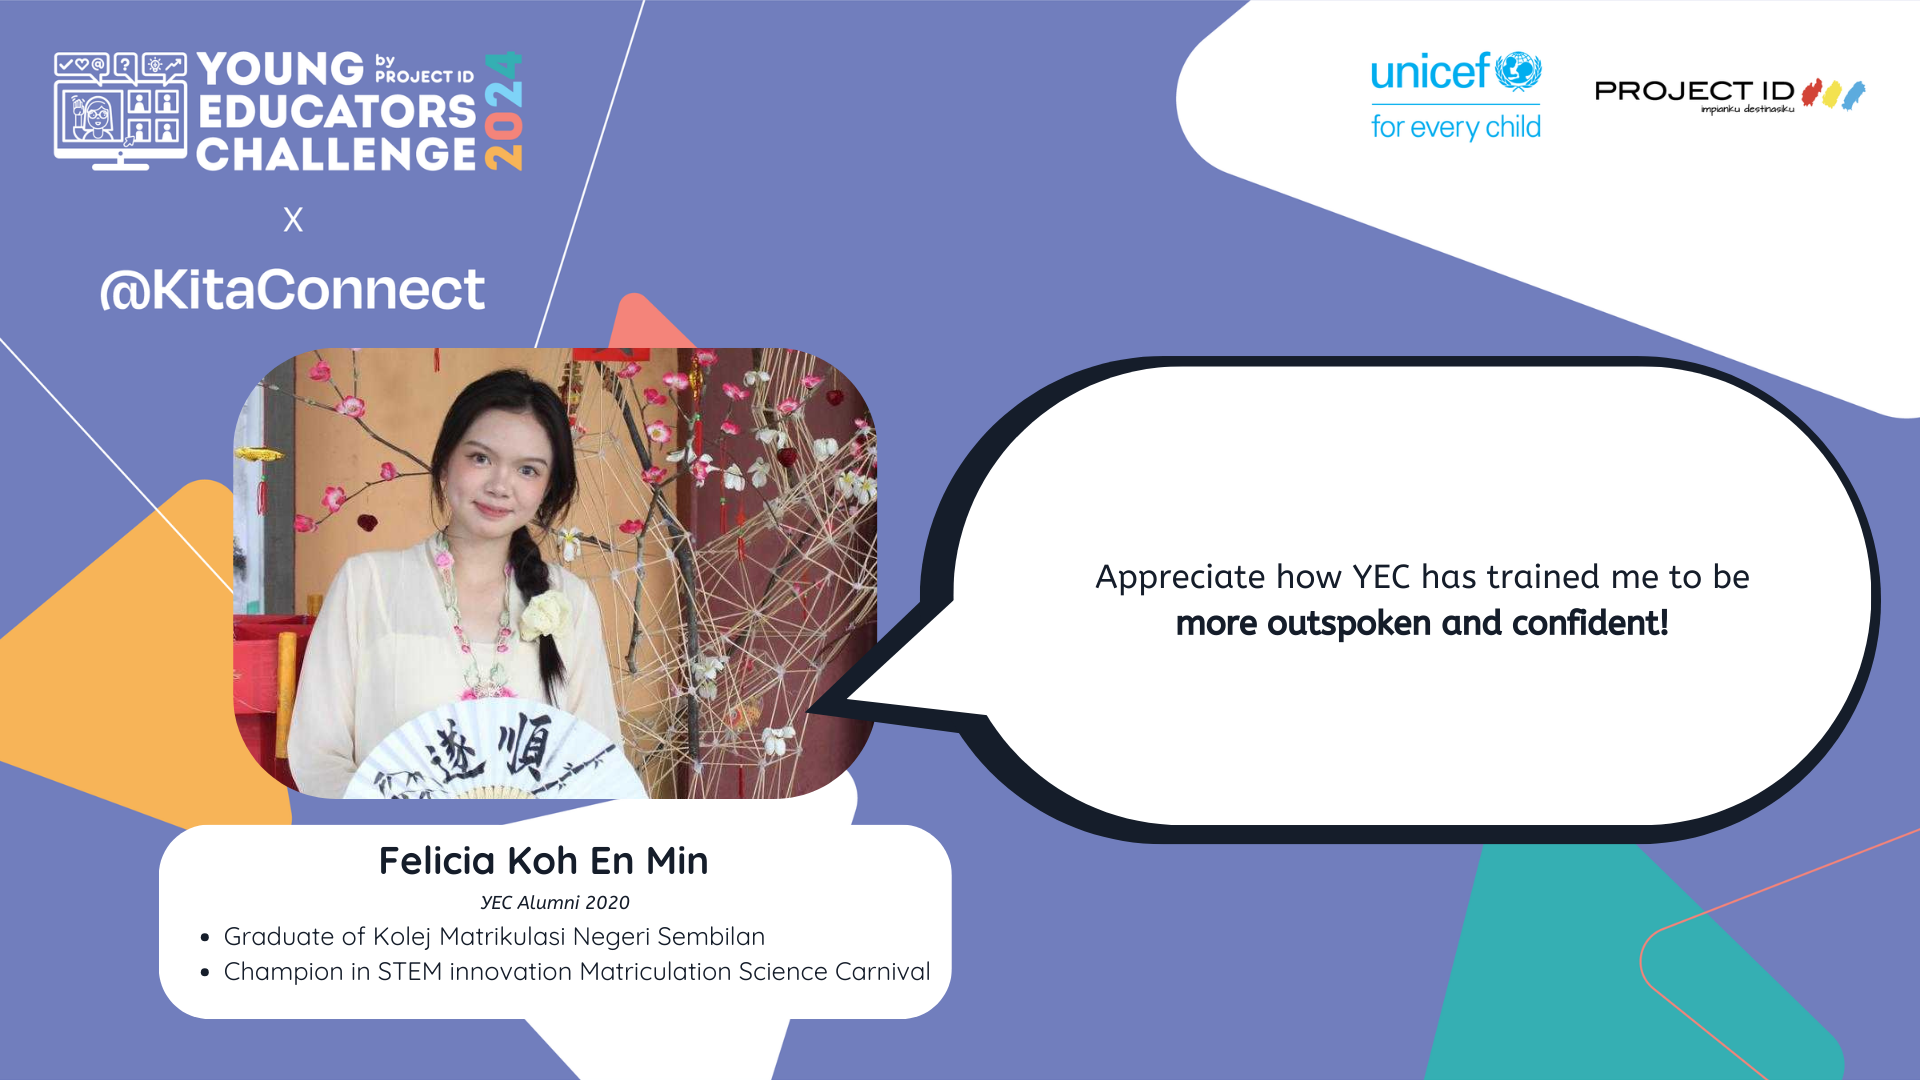 YOUNG by PROJECT ID
EDUCATORS
CHALLENGE
2024
X
@KitaConnect
unicef
for every child
PROJECT ID
impianku destinasiku
遂 順
Appreciate how YEC has trained me to be
more outspoken and confident!
Felicia Koh En Min
YEC Alumni 2020
• Graduate of Kolej Matrikulasi Negeri Sembilan
• Champion in STEM innovation Matriculation Science Carnival